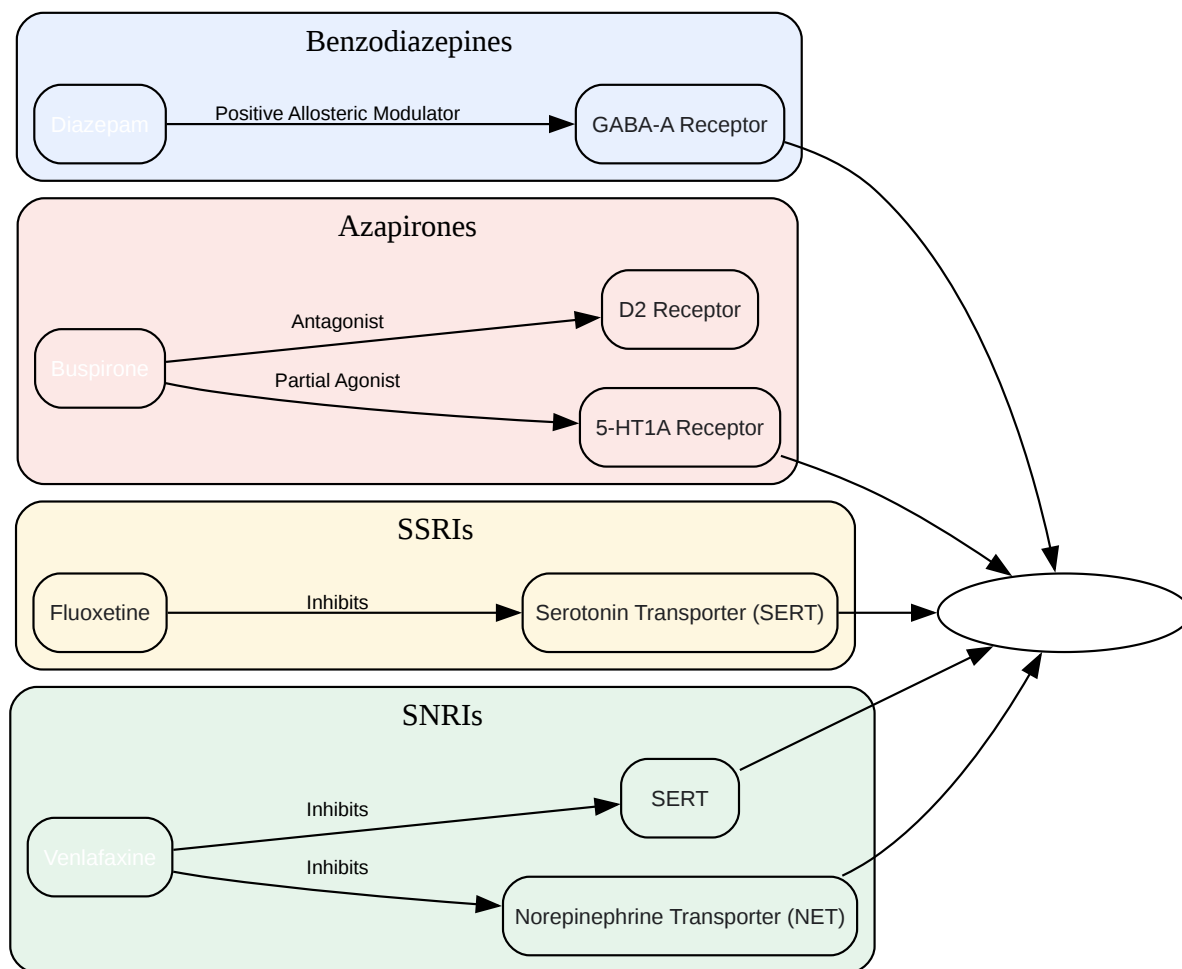 Benzodiazepines
Diazepam
Positive Allosteric Modulator
GABA-A Receptor
Azapirones
Buspirone
Antagonist
D2 Receptor
Partial Agonist
5-HT1A Receptor
SSRIs
Fluoxetine
Inhibits
Serotonin Transporter (SERT)
SNRIs
Venlafaxine
Inhibits
SERT
Inhibits
Norepinephrine Transporter (NET)